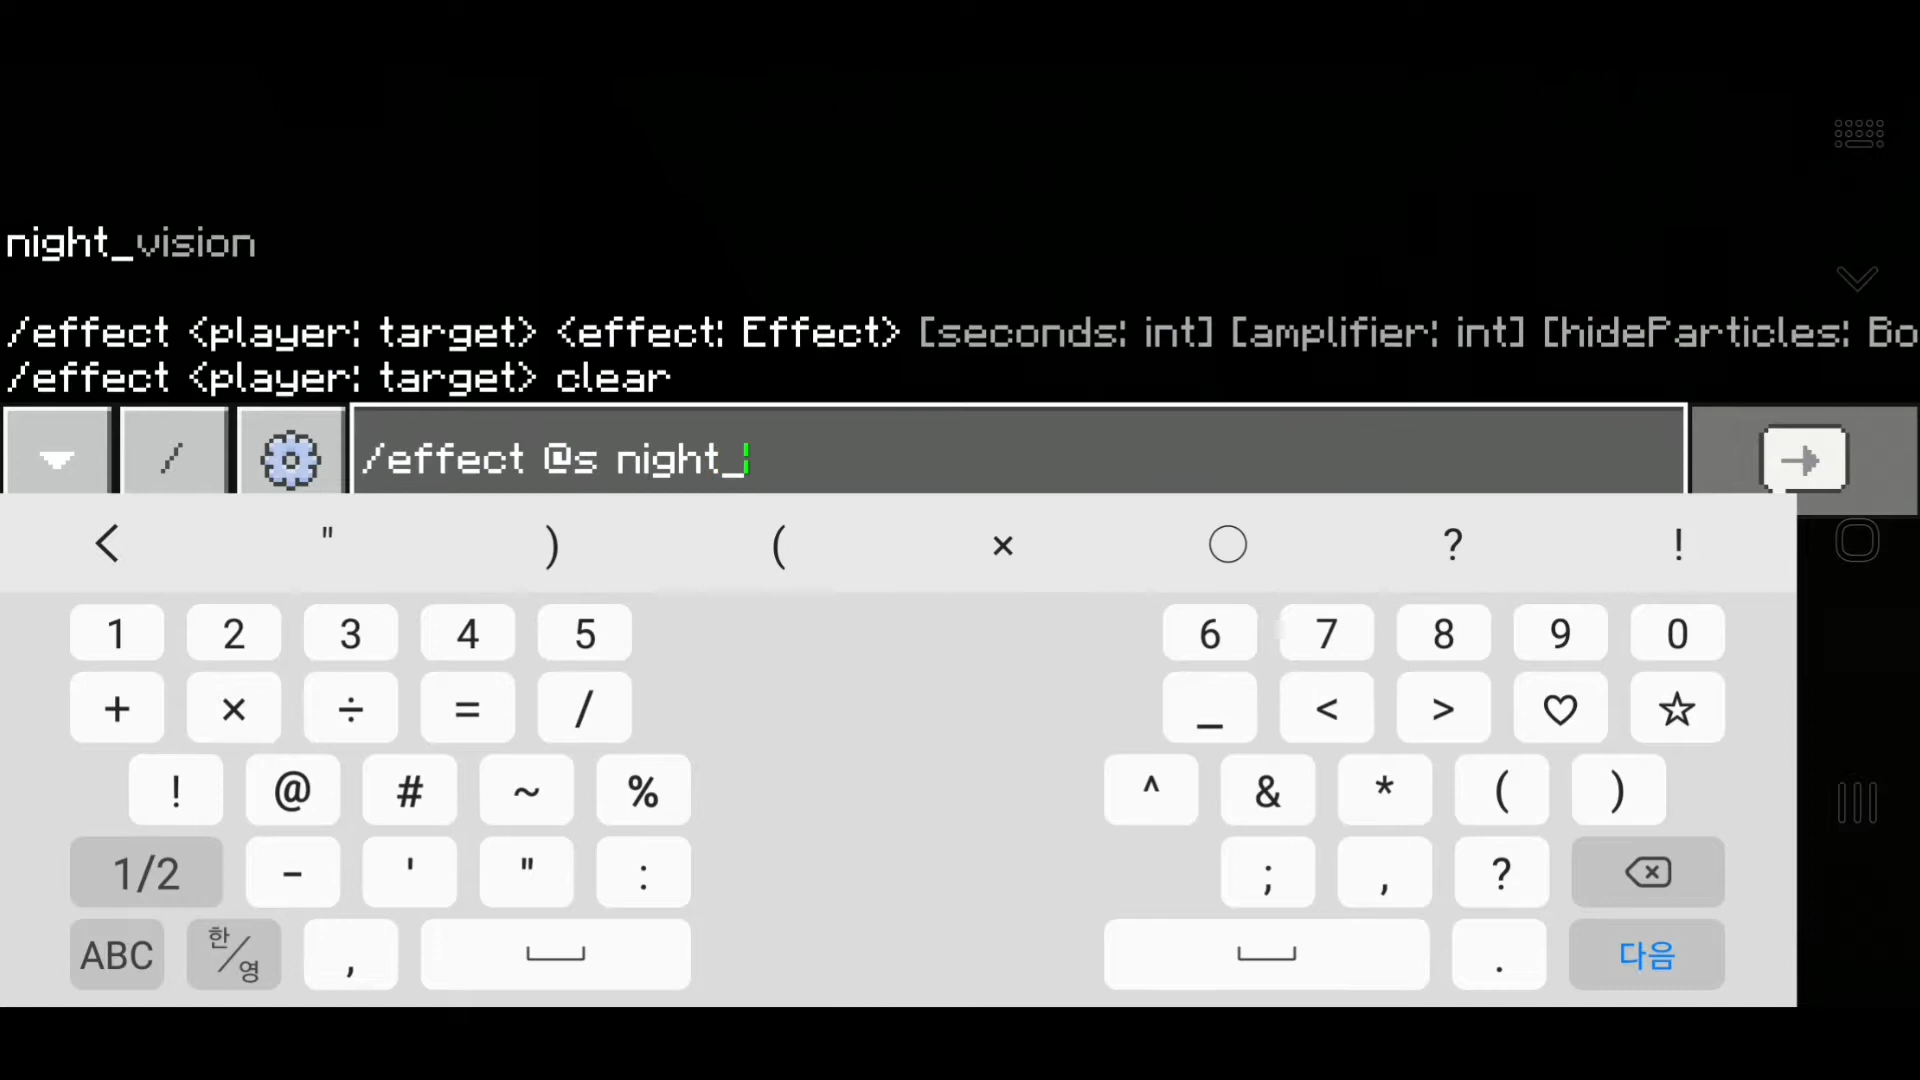 night_vision
/effect <player: target> <effect: Effect> [seconds: int] [amplifier: int] [hideParticles: Bo
/effect <player: target> clear
/
/effect @s night_
" ) ( × ? !
1 2 3 4 5 6 7 8 9 0
+ × ÷ = / _ < > ♡ ☆
! @ # ~ % ^ & * ( )
1/2 - ' " : ; , ?
ABC 한/영 , . 다음